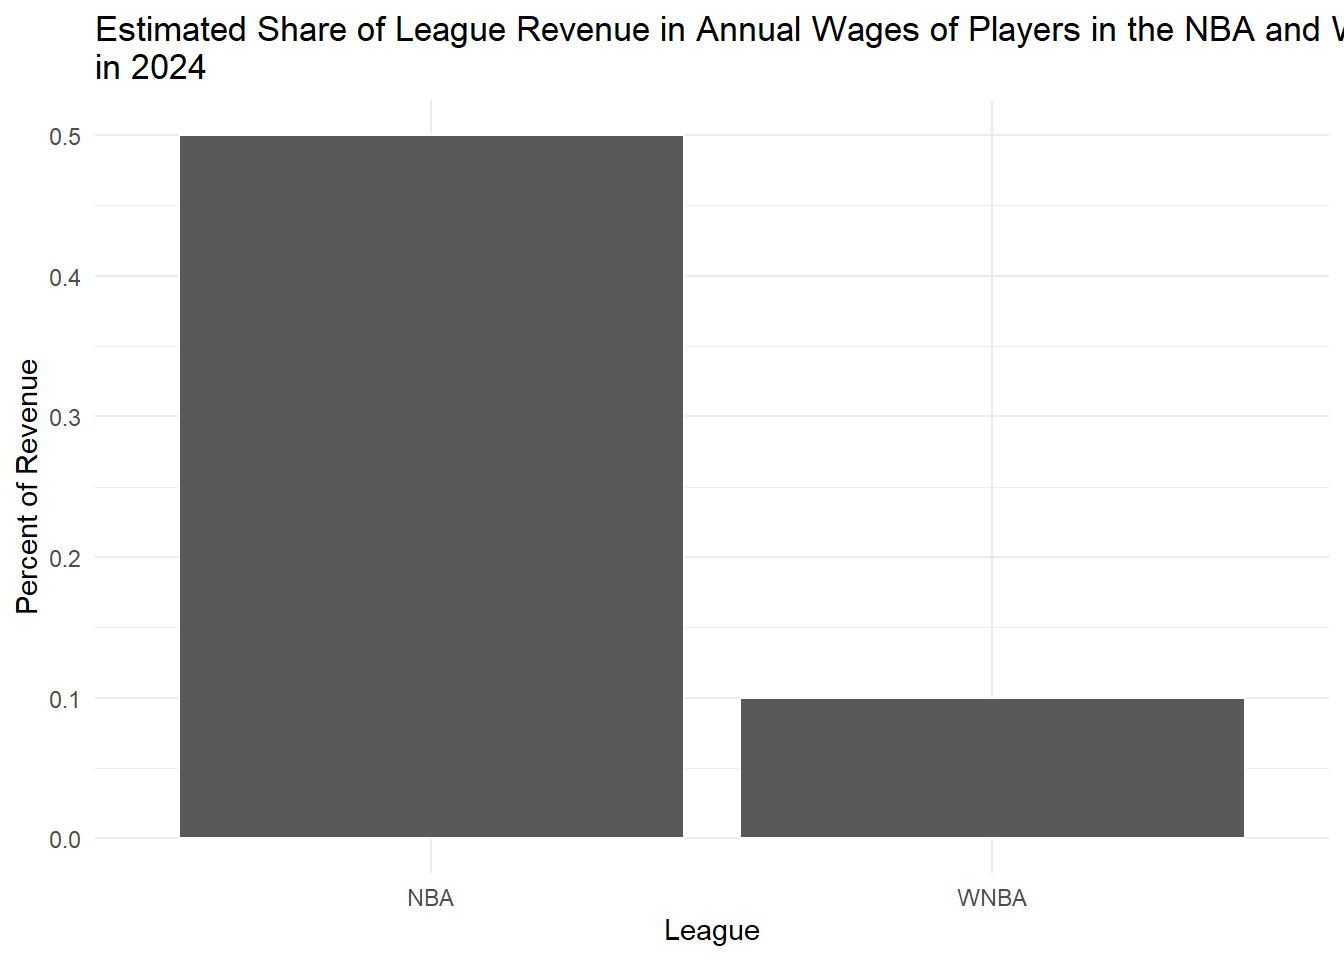 Estimated Share of League Revenue in Annual Wages of Players in the NBA and
in 2024
0.5
0.4
0.3
0.2
0.1
0.0
Percent of Revenue
NBA
WNBA
League